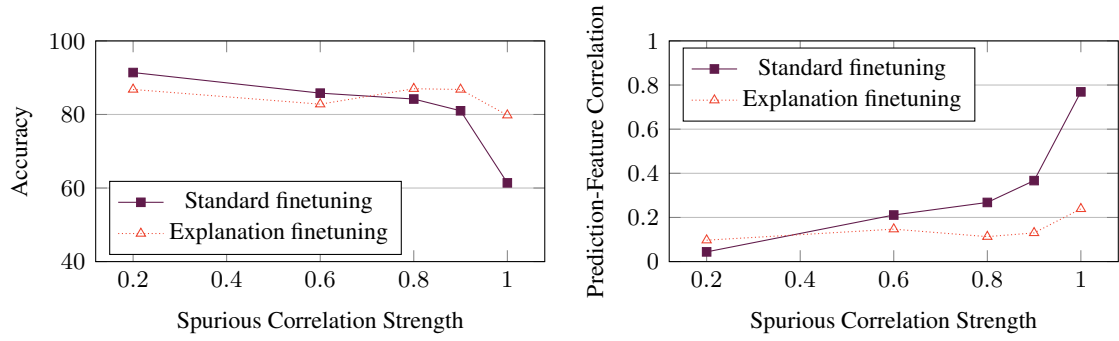 Accuracy
100
80
60
40
0.2 0.4 0.6 0.8 1
Spurious Correlation Strength
Standard finetuning
Explanation finetuning
Prediction-Feature Correlation
1
0.8
0.6
0.4
0.2
0
0.2 0.4 0.6 0.8 1
Spurious Correlation Strength
Standard finetuning
Explanation finetuning